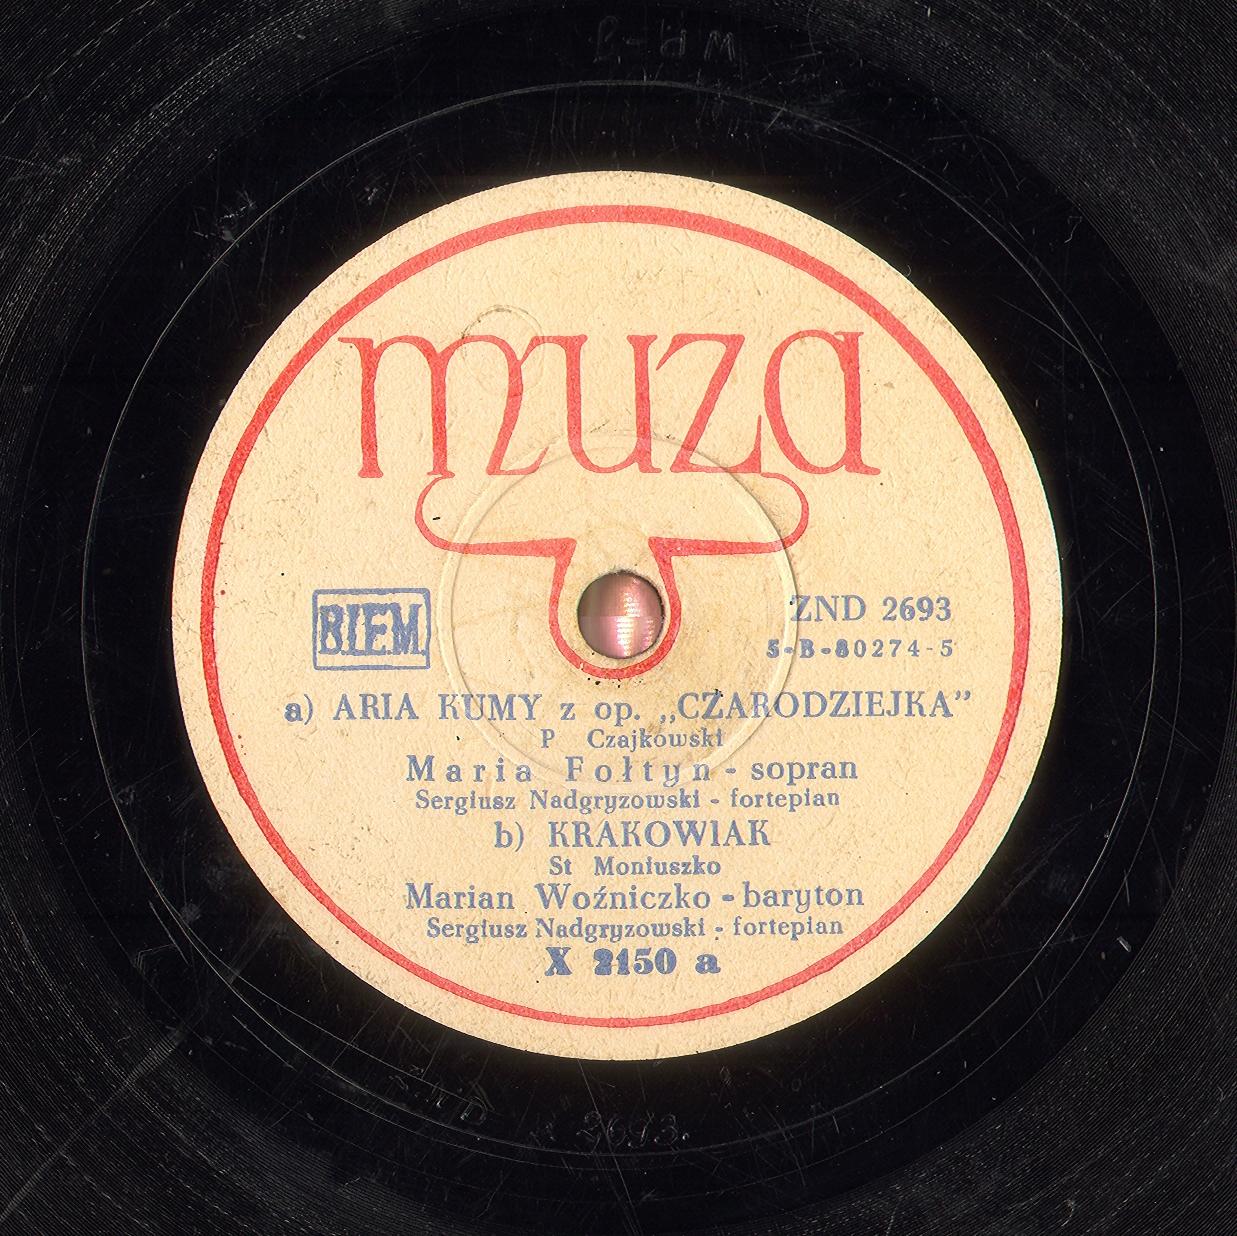 muza
BIEM
ZND 2693
5-B-80274-5
a) ARIA KUMY z op. „CZARODZIEJKA”
P Czajkowski
Maria Fołtyn - sopran
Sergiusz Nadgryzowski - fortepian
b) KRAKOWIAK
St Moniuszko
Marian Woźniczko - baryton
Sergiusz Nadgryzowski - fortepian
X 2150 a
2693.